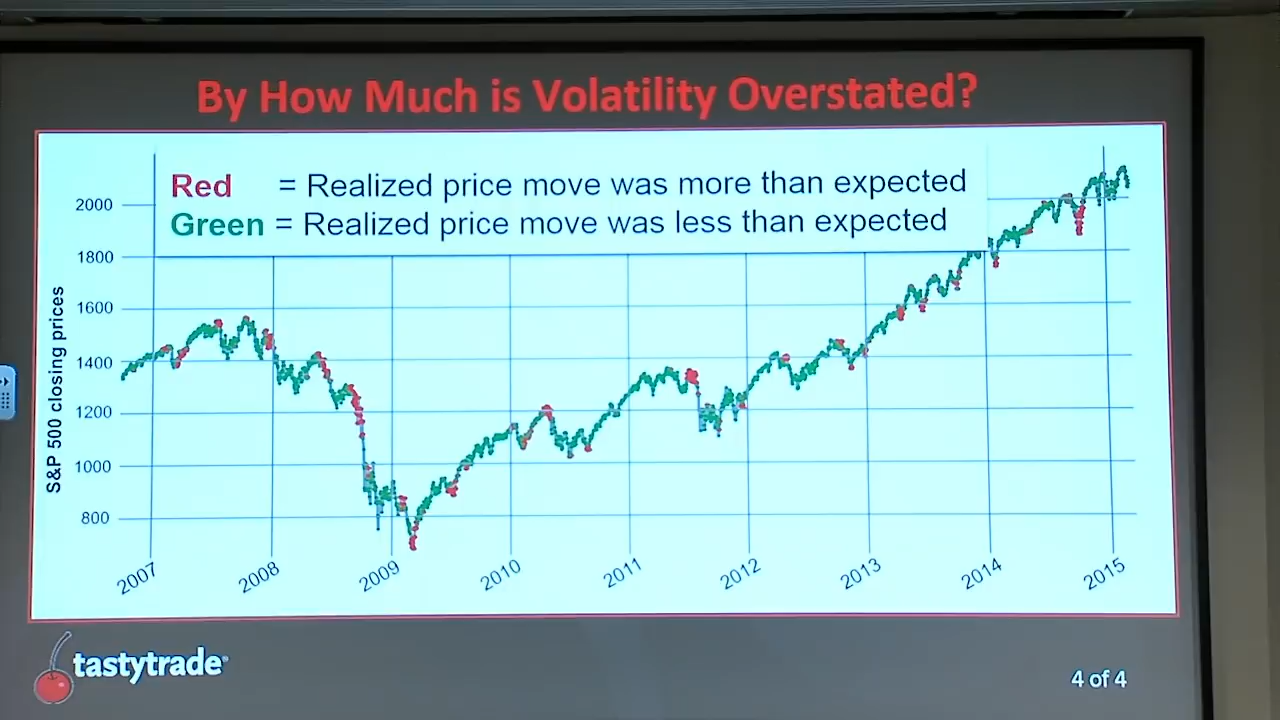 By How Much is Volatility Overstated?
Red = Realized price move was more than expected
Green = Realized price move was less than expected
S&P 500 closing prices
2000
1800
1600
1400
1200
1000
800
2007
2008
2009
2010
2011
2012
2013
2014
2015
tastytrade
4 of 4